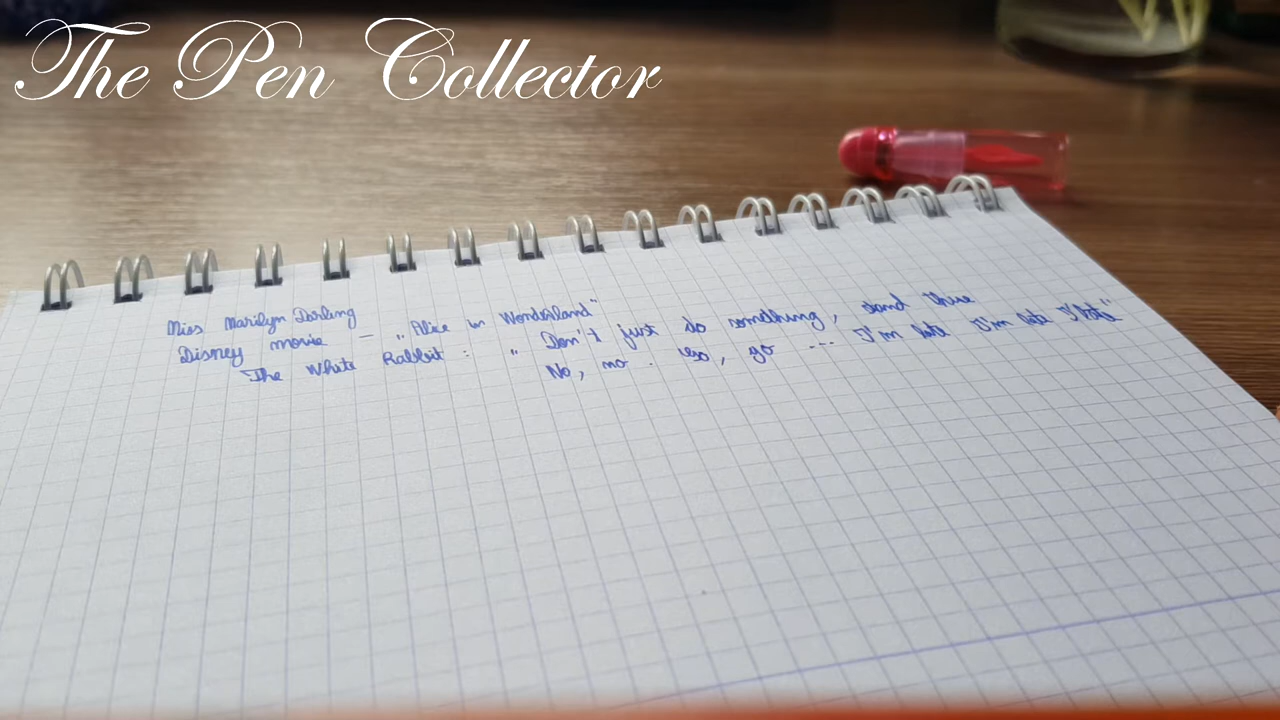 The Pen Collector
Miss Marilyn Darling
Disney movie - "Alice in Wonderland"
The White Rabbit : " Don't just do something, stand there
No, no. Go, go ... I'm late I'm late I'late"